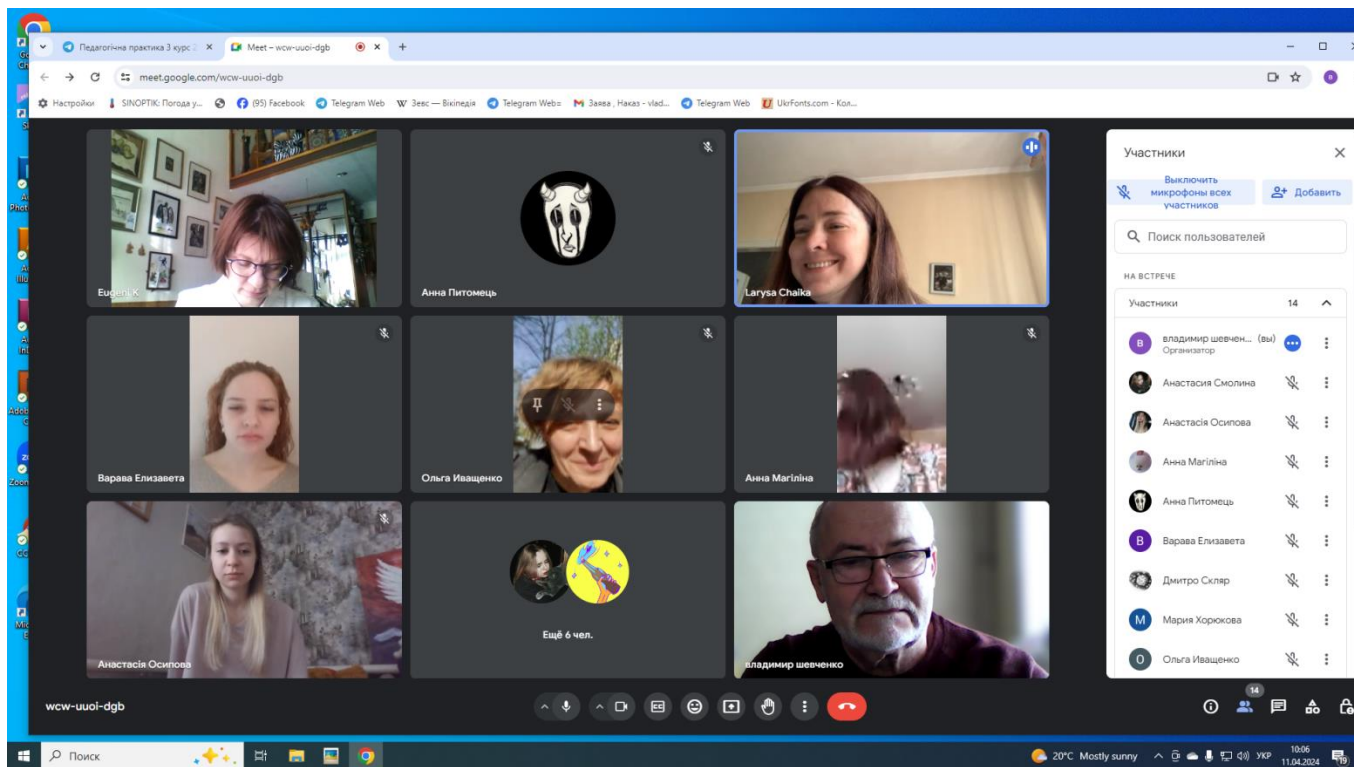 Педагогічна практика 3 курс
Meet – wcw-uuoi-dgb
meet.google.com/wcw-uuoi-dgb
Настройки
SINOPTIK: Погода у...
(95) Facebook
Telegram Web
Зевс — Вікіпедія
Telegram Web
Заява , Наказ - vlad...
Telegram Web
UkrFonts.com - Кол...
Eugeni K
Анна Питомець
Larysa Chaika
Варава Елизавета
Ольга Иващенко
Анна Магіліна
Анастасія Осипова
Ещё 6 чел.
владимир шевченко
Участники
Выключить
микрофоны всех
участников
Добавить
Поиск пользователей
НА ВСТРЕЧЕ
Участники 14
В владимир шевчен... (вы)
Организатор
Анастасия Смолина
Анастасія Осипова
Анна Магіліна
Анна Питомець
В Варава Елизавета
Дмитро Скляр
М Мария Хорюкова
О Ольга Иващенко
wcw-uuoi-dgb
14
Поиск
20°C Mostly sunny
УКР
10:06
11.04.2024
19